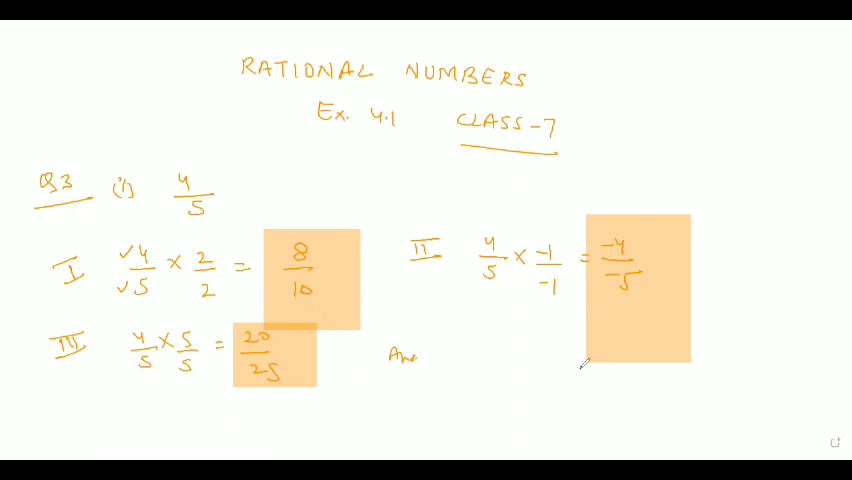 RATIONAL NUMBERS
Ex. 4.1 CLASS-7
Q3 (i) 4/5
I √4/√5 × 2/2 = 8/10
II 4/5 × -1/-1 = -4/-5
III 4/5 × 5/5 = 20/25
Ans.